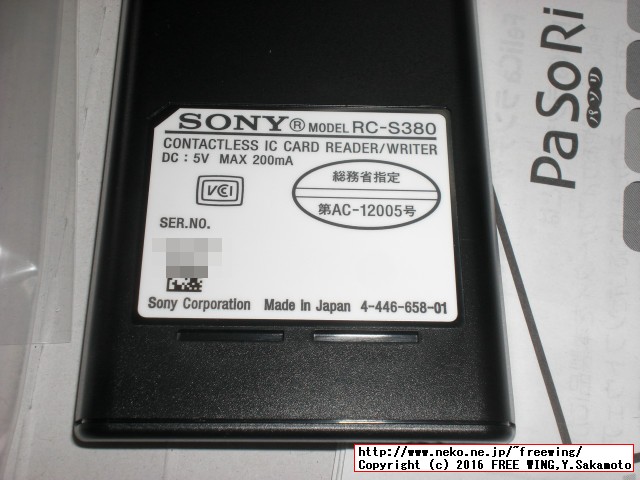 SONY® MODEL RC-S380
CONTACTLESS IC CARD READER/WRITER
DC : 5V MAX 200mA
VCCI
総務省指定
第AC-12005号
SER.NO.
Sony Corporation Made In Japan 4-446-658-01
PaSoRi
パソリ
http://www.neko.ne.jp/~freewing/
Copyright (c) 2016 FREE WING,Y.Sakamoto